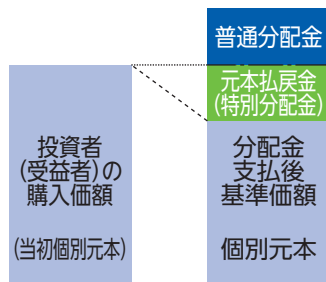 普通分配金
元本払戻金
(特別分配金)
投資者
(受益者)の
購入価額
(当初個別元本)
分配金
支払後
基準価額
個別元本